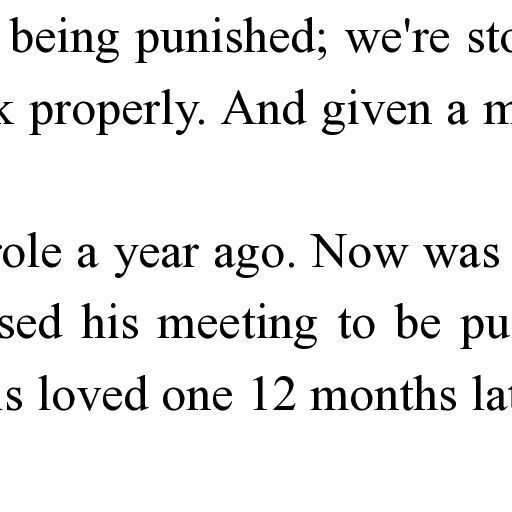 being punished; we're sto
k properly. And given a m
role a year ago. Now was
sed his meeting to be pu
is loved one 12 months lat